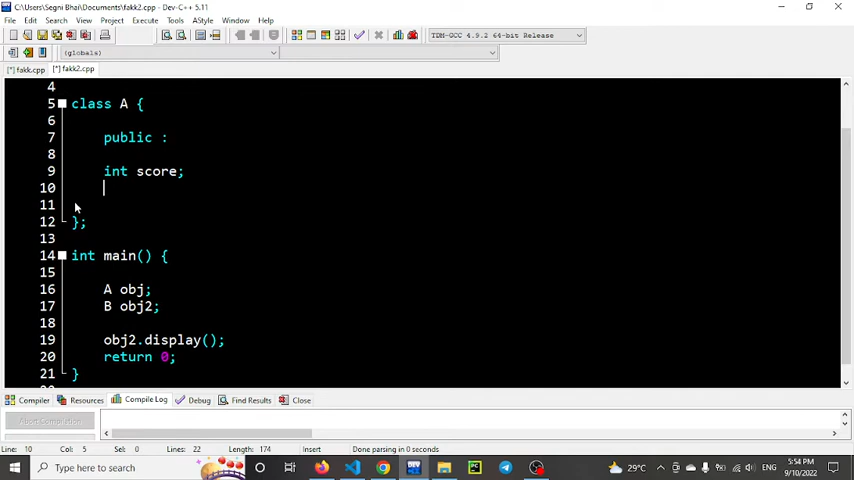 C:\Users\Segni Bhai\fakk2.cpp - Dev-C++ 5.11
File Edit Search View Project Execute Tools AStyle Window Help
TDM-GCC 4.9.2 64-bit Release
(globals)
[*] fakk.cpp [*] fakk2.cpp
4
5 class A {
6
7 public :
8
9 int score;
10
11
12 };
13
14 int main() {
15
16 A obj;
17 B obj2;
18
19 obj2.display();
20 return 0;
21 }
Compiler Resources Compile Log Debug Find Results Close
Abort Compilation
Line: 10 Col: 5 Sel: 0 Lines: 22 Length: 174 Insert Done parsing in 0 seconds
Type here to search 29°C ENG 5:54 PM
9/10/2022